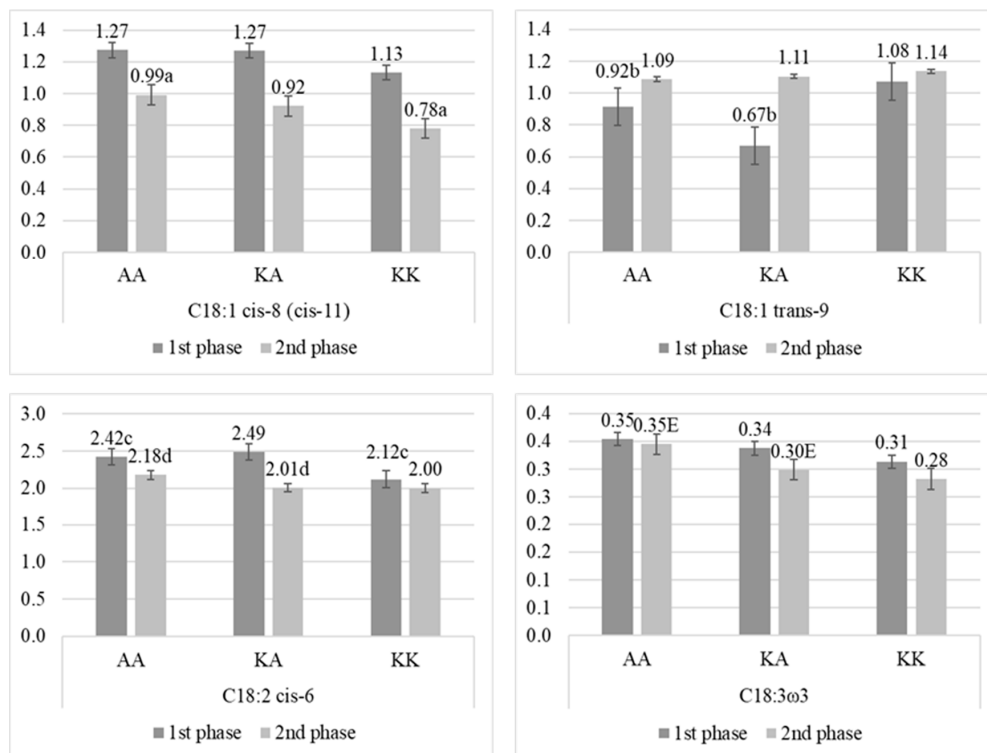 1.4
1.2
1.0
0.8
0.6
0.4
0.2
0.0
1.27
0.99a
1.27
0.92
1.13
0.78a
AA KA KK
C18:1 cis-8 (cis-11)
1st phase 2nd phase
1.4
1.2
1.0
0.8
0.6
0.4
0.2
0.0
0.92b
1.09
0.67b
1.11
1.08
1.14
AA KA KK
C18:1 trans-9
1st phase 2nd phase
3.0
2.5
2.0
1.5
1.0
0.5
0.0
2.42c
2.18d
2.49
2.01d
2.12c
2.00
AA KA KK
C18:2 cis-6
1st phase 2nd phase
0.4
0.4
0.3
0.3
0.2
0.2
0.1
0.1
0.0
0.35
0.35E
0.34
0.30E
0.31
0.28
AA KA KK
C18:3ω3
1st phase 2nd phase